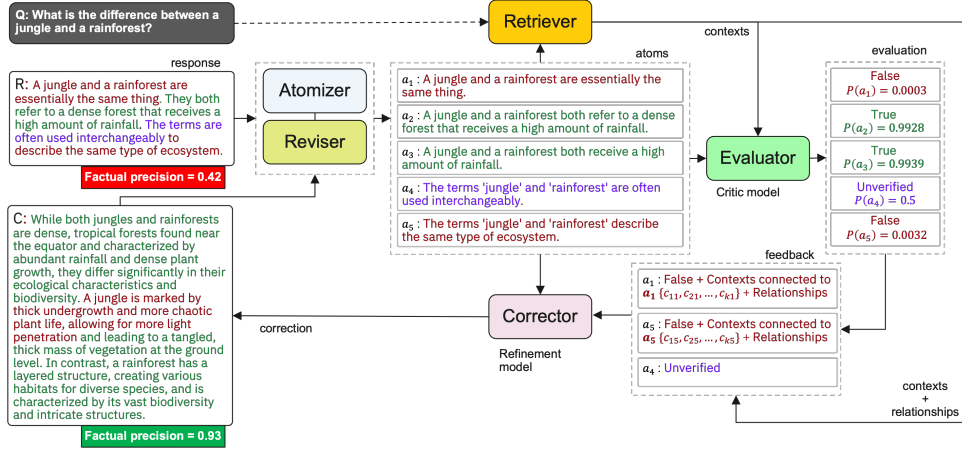 Q: What is the difference between a
jungle and a rainforest?
Retriever
contexts
response
R: A jungle and a rainforest are
essentially the same thing. They both
refer to a dense forest that receives a
high amount of rainfall. The terms are
often used interchangeably to
describe the same type of ecosystem.
Factual precision = 0.42
Atomizer
Reviser
atoms
a₁ : A jungle and a rainforest are essentially the
same thing.
a₂ : A jungle and a rainforest both refer to a dense
forest that receives a high amount of rainfall.
a₃ : A jungle and a rainforest both receive a high
amount of rainfall.
a₄ : The terms 'jungle' and 'rainforest' are often
used interchangeably.
a₅ : The terms 'jungle' and 'rainforest' describe
the same type of ecosystem.
Evaluator
Critic model
evaluation
False
P(a₁) = 0.0003
True
P(a₂) = 0.9928
True
P(a₃) = 0.9939
Unverified
P(a₄) = 0.5
False
P(a₅) = 0.0032
feedback
a₁ : False + Contexts connected to
a₁ {c₁₁, c₂₁, …, cₖ₁} + Relationships
a₅ : False + Contexts connected to
a₅ {c₁₅, c₂₅, …, cₖ₅} + Relationships
a₄ : Unverified
contexts
+
relationships
Corrector
Refinement
model
correction
C: While both jungles and rainforests
are dense, tropical forests found near
the equator and characterized by
abundant rainfall and dense plant
growth, they differ significantly in their
ecological characteristics and
biodiversity. A jungle is marked by
thick undergrowth and more chaotic
plant life, allowing for more light
penetration and leading to a tangled,
thick mass of vegetation at the ground
level. In contrast, a rainforest has a
layered structure, creating various
habitats for diverse species, and is
characterized by its vast biodiversity
and intricate structures.
Factual precision = 0.93